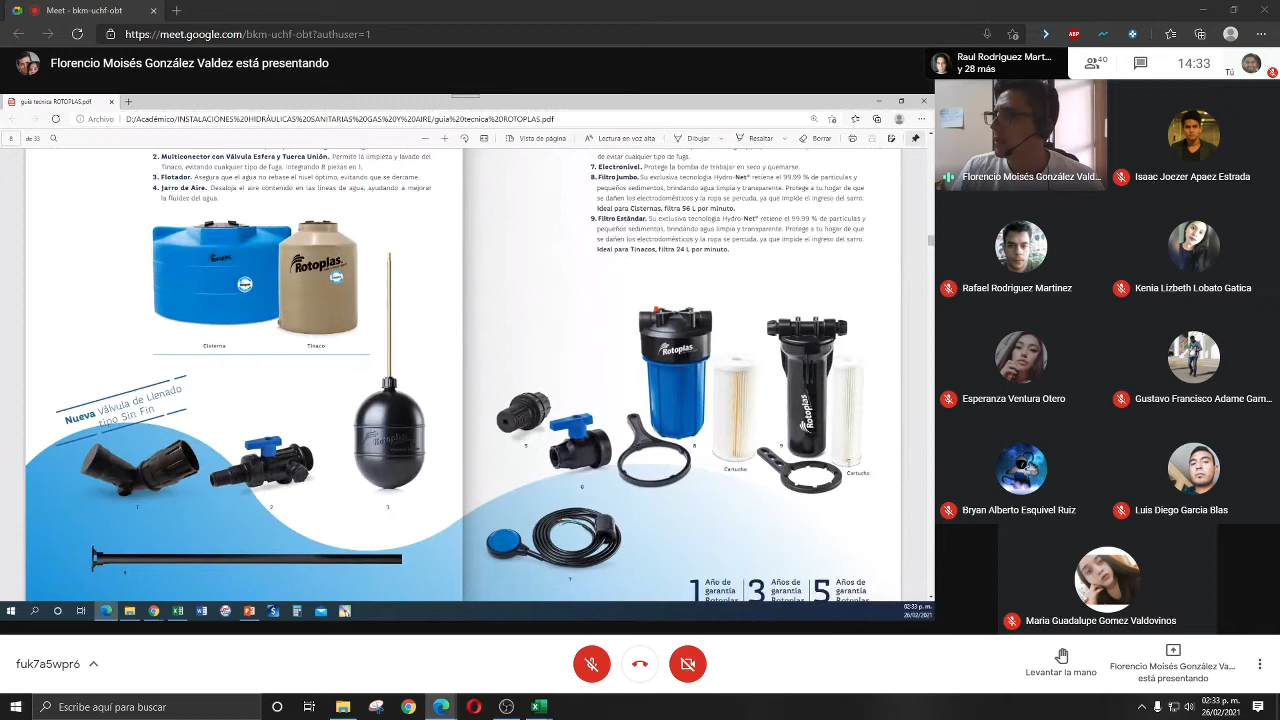 Meet - bkm-uchf-obt
https://meet.google.com/bkm-uchf-obt?authuser=1
Florencio Moisés González Valdez está presentando
Raul Rodriguez Mart...
y 28 más
40
14:33
Tú
guia tecnica ROTOPLAS.pdf
Archivo
D:/Académico/INSTALACIONES%20HIDRÁULICAS%20SANITARIAS%20GAS%20Y%20AIRE/guia%20tecnica%20ROTOPLAS.pdf
8
de 33
Vista de página
Lectura en voz alta
Dibujar
Resaltar
Borrar
2. Multiconector con Válvula Esfera y Tuerca Unión. Permite la limpieza y lavado del
Tinaco, evitando cualquier tipo de fuga. Integrando 8 piezas en 1.
3. Flotador. Asegura que el agua no rebase el nivel óptimo, evitando que se derrame.
4. Jarro de Aire. Desaloja el aire contenido en las líneas de agua, ayudando a mejorar
la fluidez del agua.
Rotoplas
Rotoplas
Cisterna
Tinaco
Nueva Válvula de Llenado
Tipo Sin Fin
Rotoplas
1
2
3
de evitar cualquier tipo de fuga.
7. Electronivel. Protege la bomba de trabajar en seco y quemarse.
8. Filtro Jumbo. Su exclusiva tecnología Hydro-Net® retiene el 99.99 % de partículas y
pequeños sedimentos, brindando agua limpia y transparente. Protege a tu hogar de que
se dañen los electrodomésticos y la ropa se percuda, ya que impide el ingreso del sarro.
Ideal para Cisternas, filtra 56 L por minuto.
9. Filtro Estándar. Su exclusiva tecnología Hydro-Net® retiene el 99.99 % de partículas y
pequeños sedimentos, brindando agua limpia y transparente. Protege a tu hogar de que
se dañen los electrodomésticos y la ropa se percuda, ya que impide el ingreso del sarro.
Ideal para Tinacos, filtra 24 L por minuto.
Rotoplas
Rotoplas
5
6
8
9
Cartucho
Cartucho
7
1 Año de garantía Rotoplas
3 Años de garantía Rotoplas
5 Años de garantía Rotoplas
02:33 p. m.
26/02/2021
Florencio Moisés González Vald...
Isaac Joezer Apaez Estrada
Rafael Rodriguez Martinez
Kenia Lizbeth Lobato Gatica
Esperanza Ventura Otero
Gustavo Francisco Adame Gam...
Bryan Alberto Esquivel Ruiz
Luis Diego Garcia Blas
Maria Guadalupe Gomez Valdovinos
fuk7a5wpr6
Levantar la mano
Florencio Moisés González Va...
está presentando
Escribe aquí para buscar
02:33 p. m.
26/02/2021